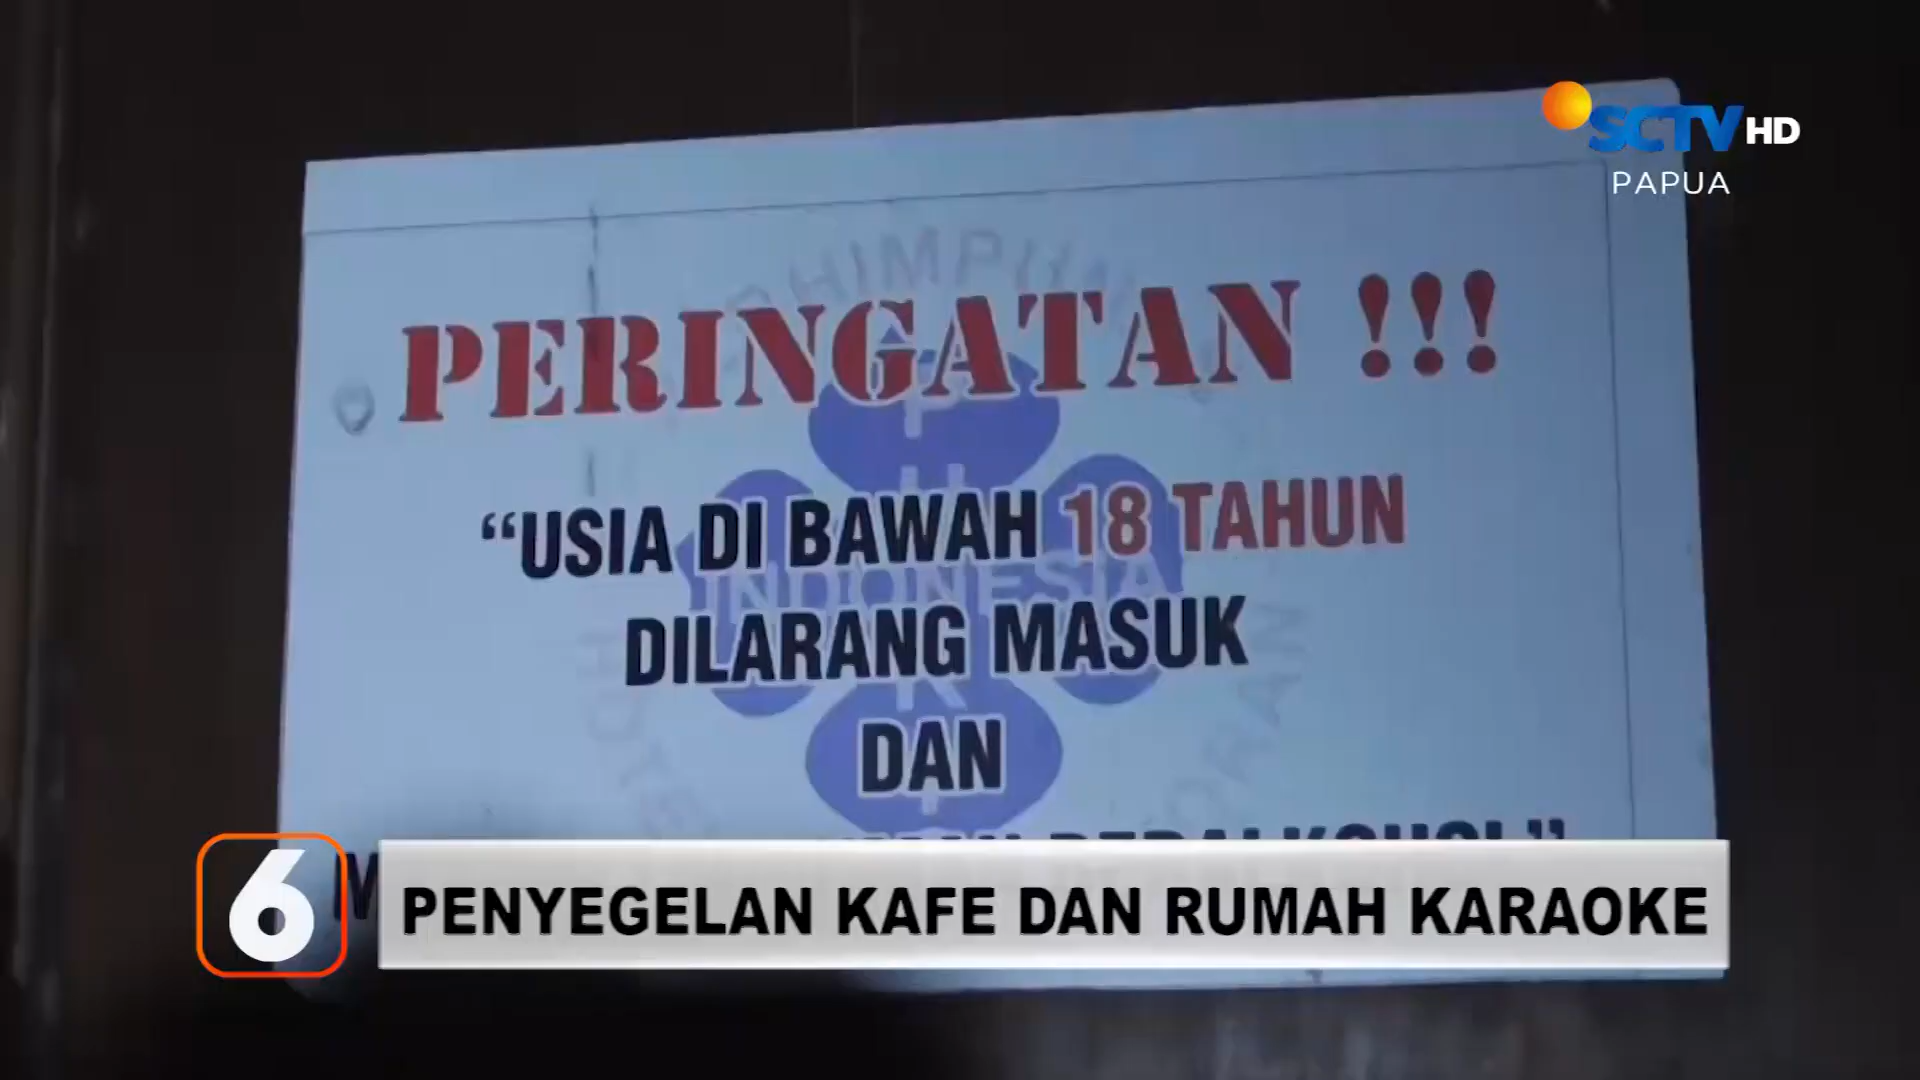 SCTV HD
PAPUA
PERINGATAN !!!
“USIA DI BAWAH 18 TAHUN
DILARANG MASUK
DAN
BERALKOHOL”
INDONESIA
6
PENYEGELAN KAFE DAN RUMAH KARAOKE